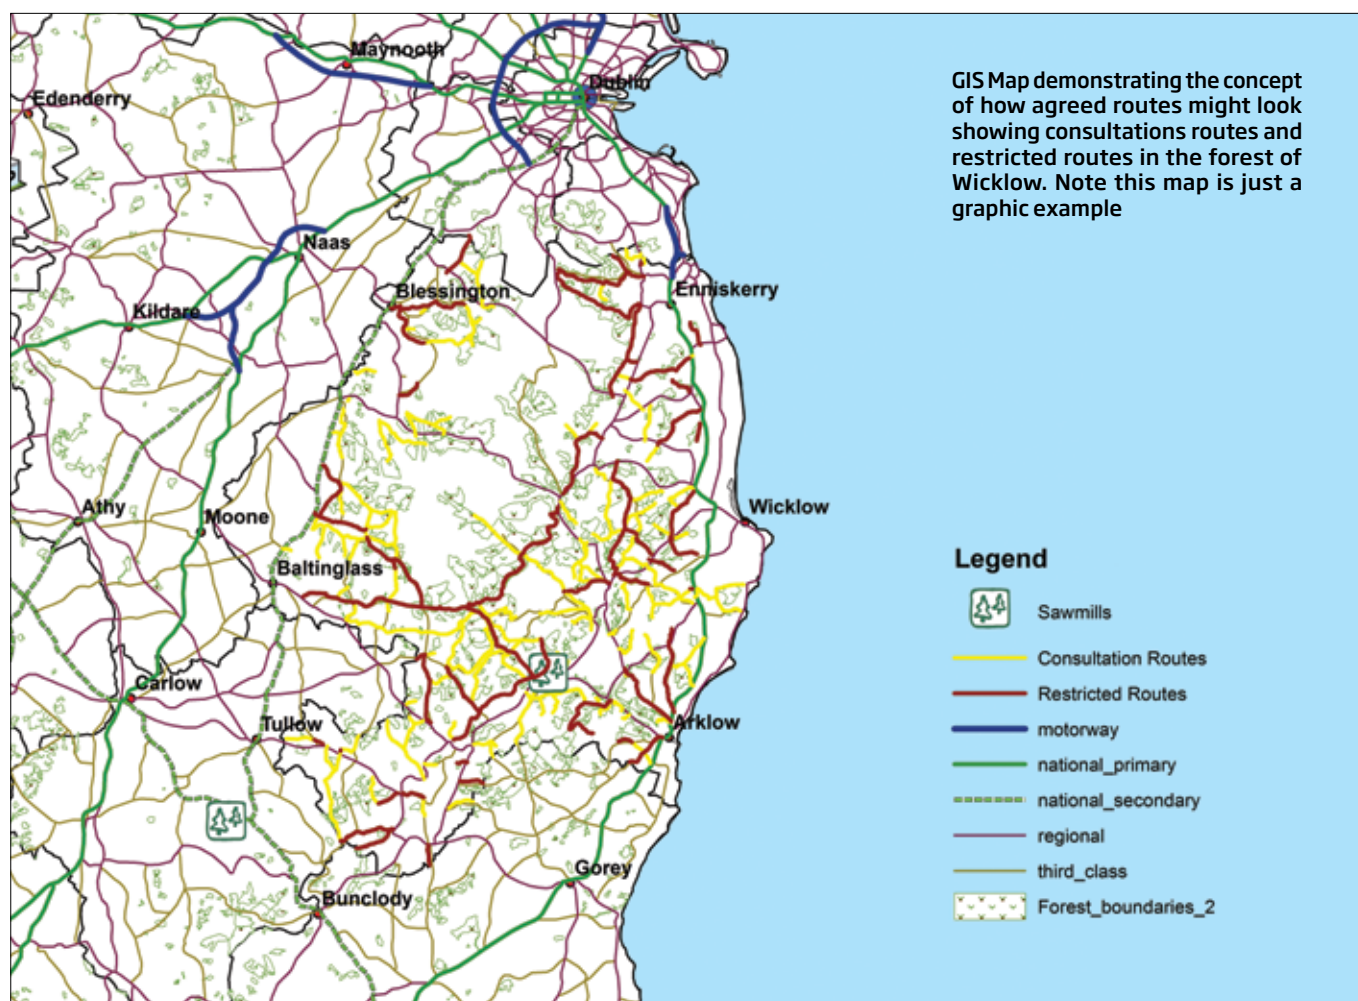 GIS Map demonstrating the concept
of how agreed routes might look
showing consultations routes and
restricted routes in the forest of
Wicklow. Note this map is just a
graphic example
Maynooth
Dublin
Edenderry
Naas
Blessington
Enniskerry
Kildare
Athy
Moone
Wicklow
Baltinglass
Carlow
Tullow
Arklow
Gorey
Bunclody
Legend
Sawmills
Consultation Routes
Restricted Routes
motorway
national_primary
national_secondary
regional
third_class
Forest_boundaries_2